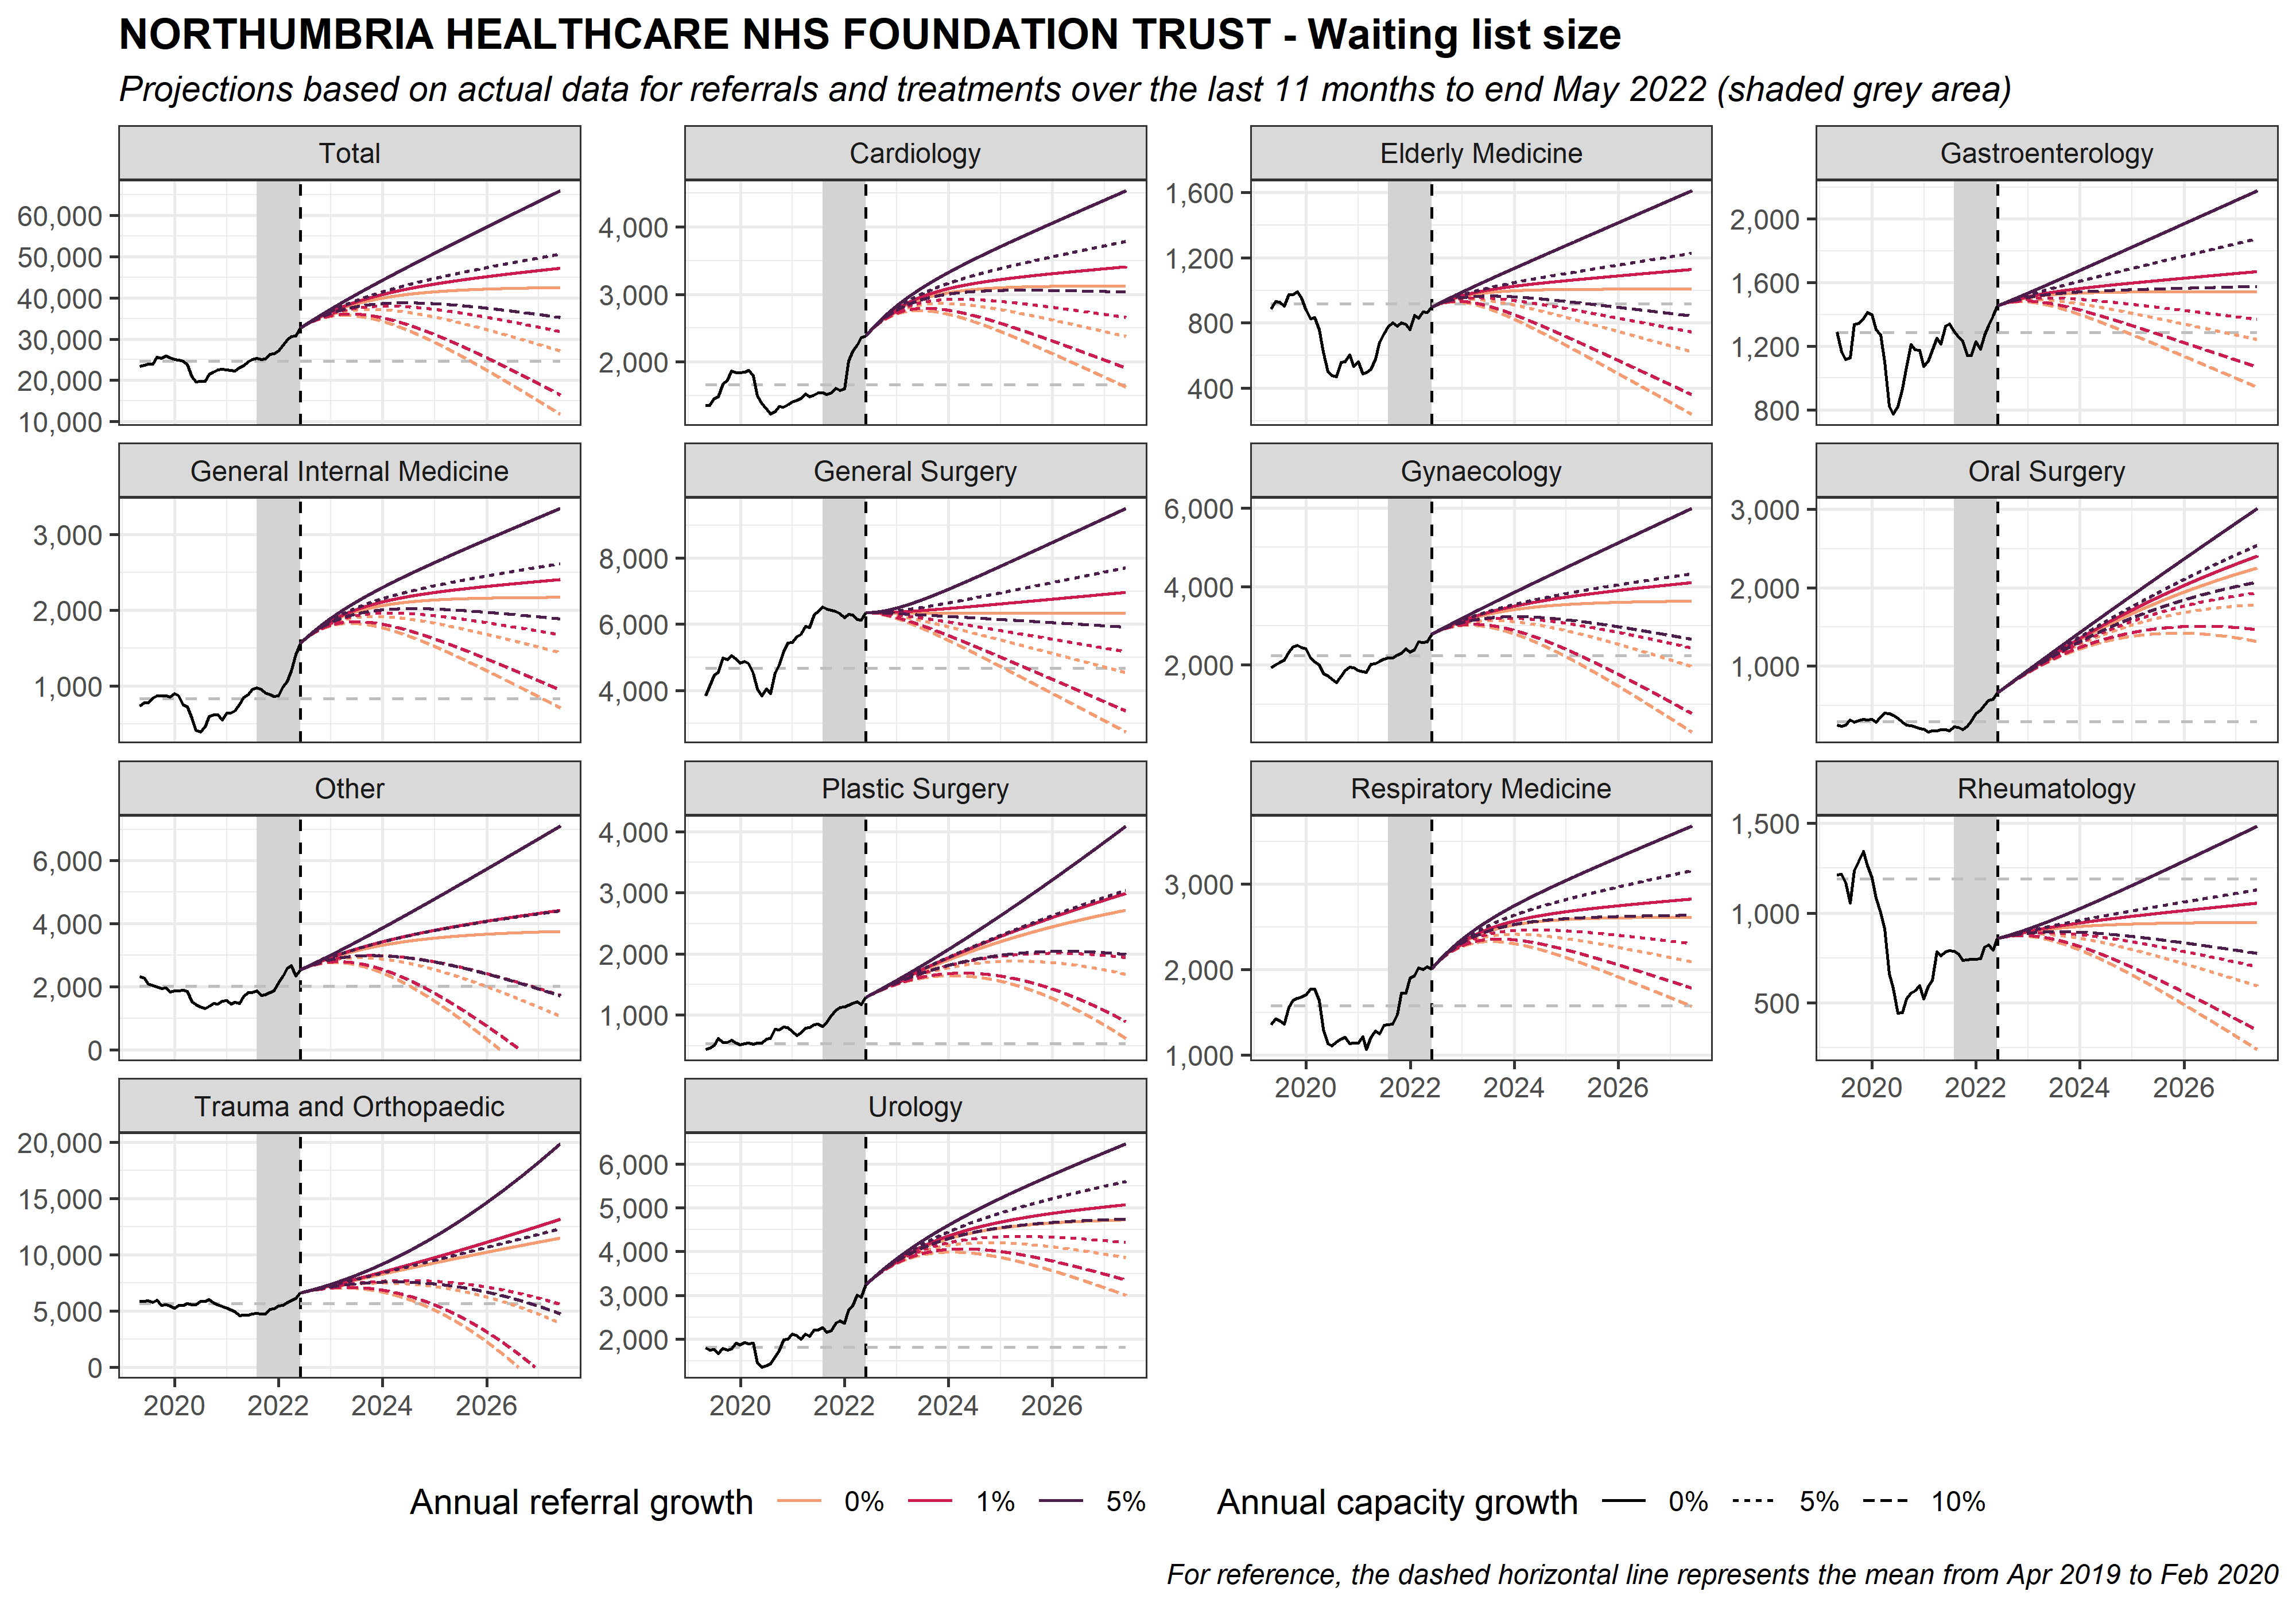 NORTHUMBRIA HEALTHCARE NHS FOUNDATION TRUST - Waiting list size
Projections based on actual data for referrals and treatments over the last 11 months to end May 2022 (shaded grey area)
Total
60,000
50,000
40,000
30,000
20,000
10,000
Cardiology
4,000
3,000
2,000
Elderly Medicine
1,600
1,200
800
400
Gastroenterology
2,000
1,600
1,200
800
General Internal Medicine
3,000
2,000
1,000
General Surgery
8,000
6,000
4,000
Gynaecology
6,000
4,000
2,000
Oral Surgery
3,000
2,000
1,000
Other
6,000
4,000
2,000
0
Plastic Surgery
4,000
3,000
2,000
1,000
Respiratory Medicine
3,000
2,000
1,000
2020 2022 2024 2026
Rheumatology
1,500
1,000
500
2020 2022 2024 2026
Trauma and Orthopaedic
20,000
15,000
10,000
5,000
0
2020 2022 2024 2026
Urology
6,000
5,000
4,000
3,000
2,000
2020 2022 2024 2026
Annual referral growth 0% 1% 5%
Annual capacity growth 0% 5% 10%
For reference, the dashed horizontal line represents the mean from Apr 2019 to Feb 2020